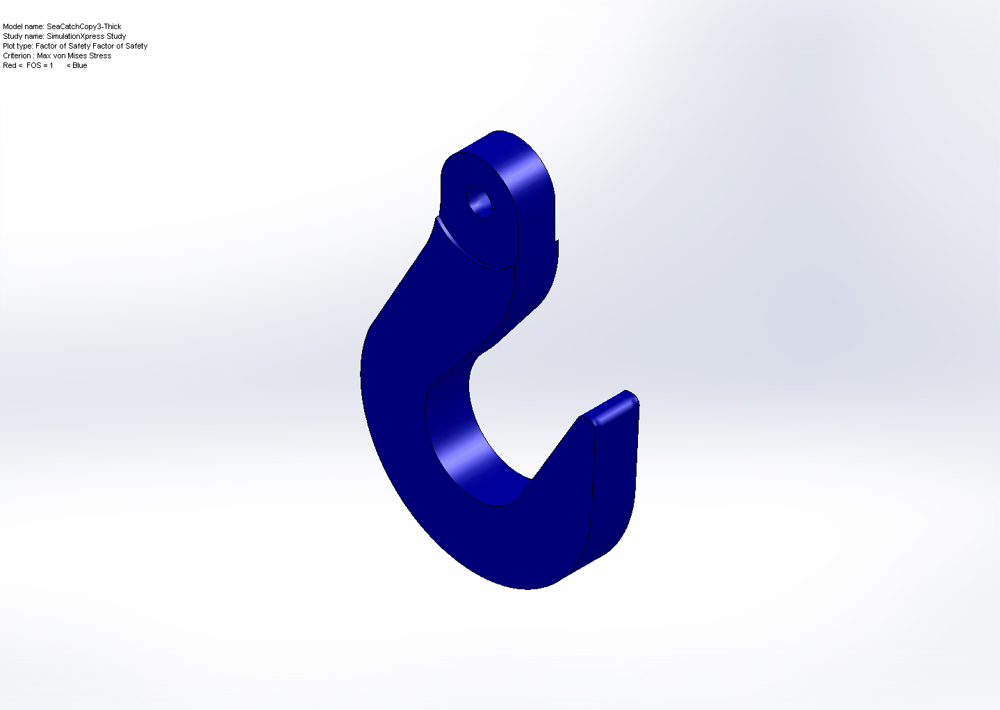 Model name: SeaCatchCopy3-Thick
Study name: SimulationXpress Study
Plot type: Factor of Safety Factor of Safety
Criterion : Max von Mises Stress
Red < FOS = 1 < Blue